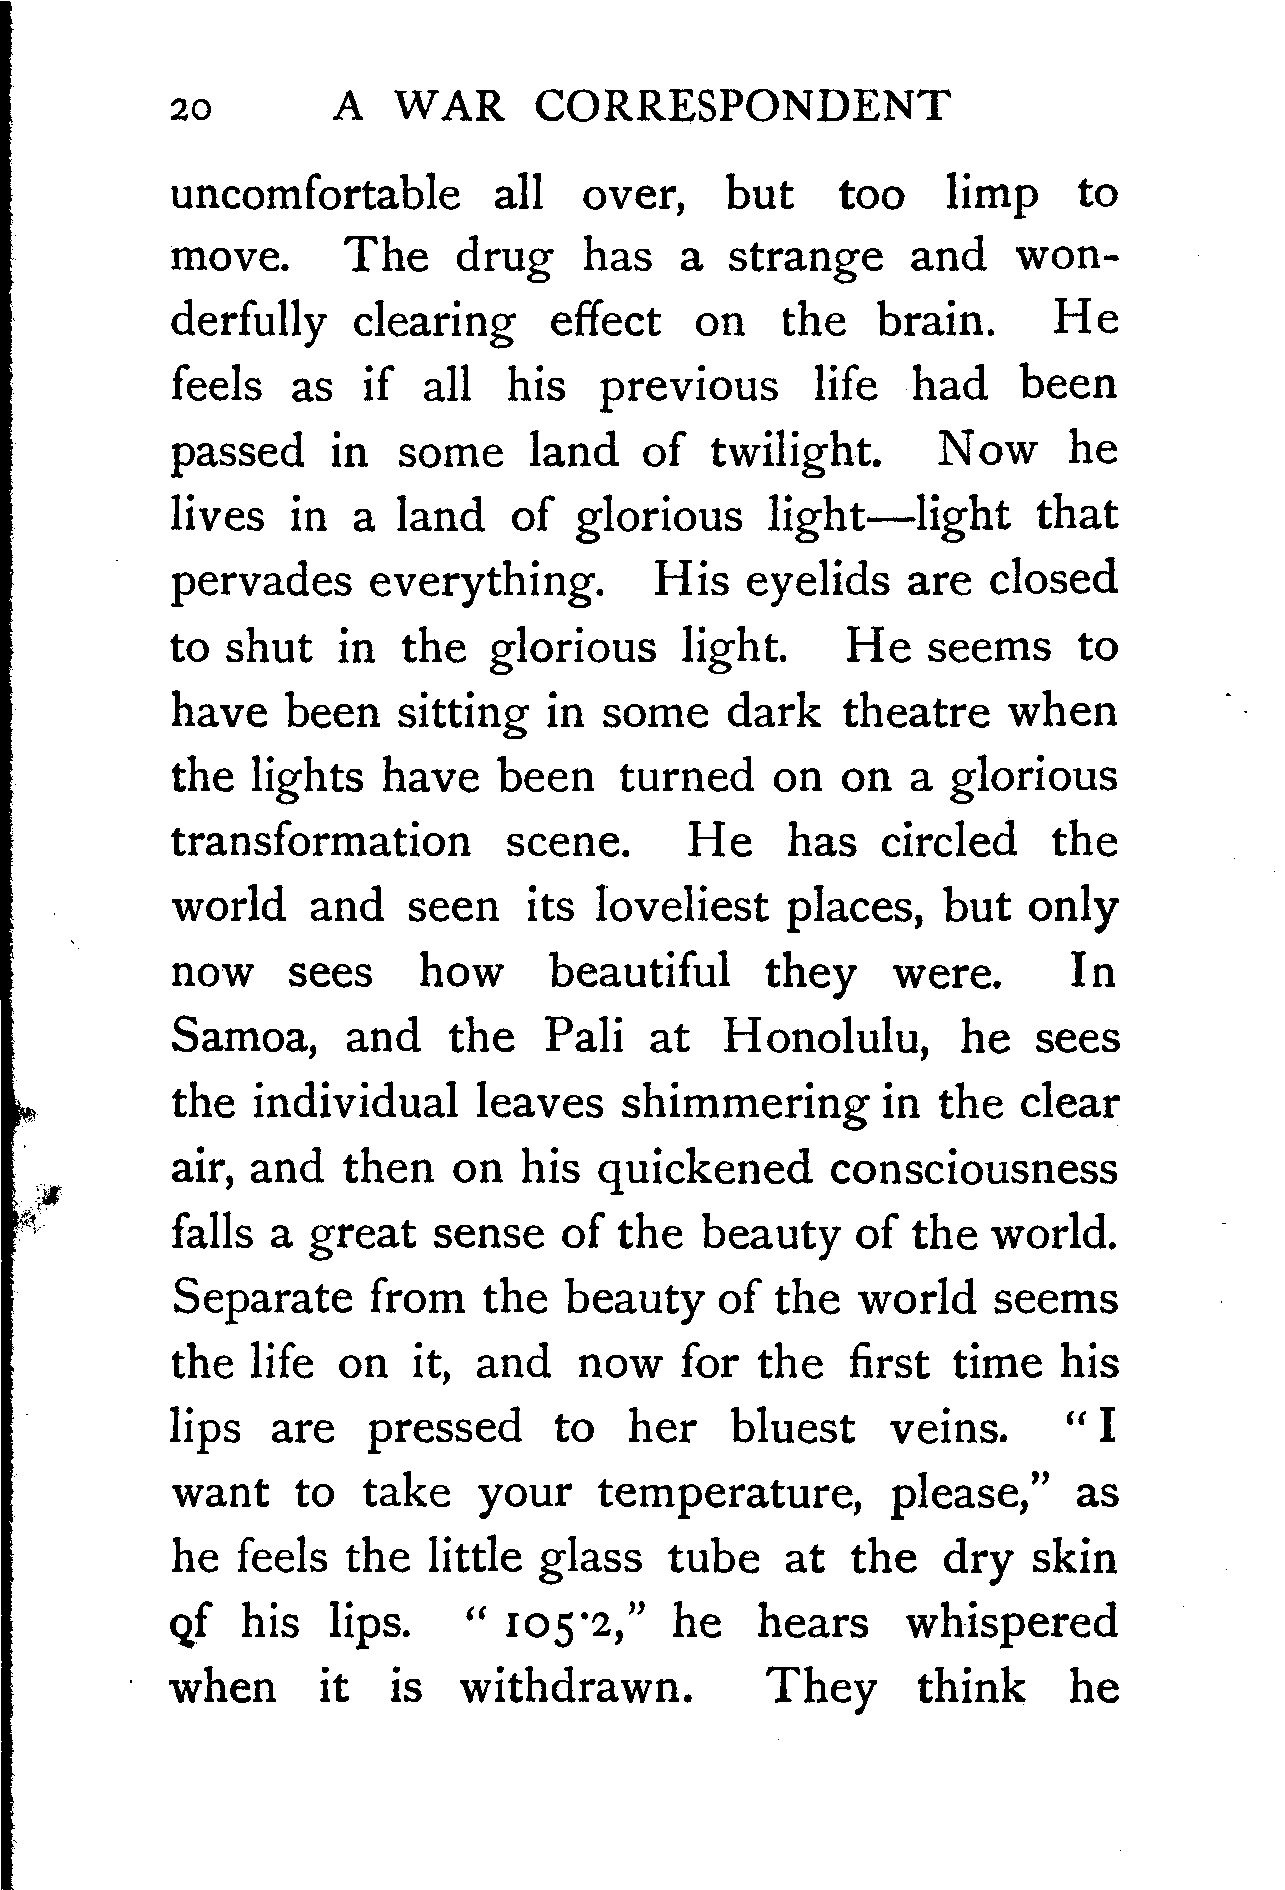 20 A WAR CORRESPONDENT
uncomfortable all over, but too limp to
move. The drug has a strange and won-
derfully clearing effect on the brain. He
feels as if all his previous life had been
passed in some land of twilight. Now he
lives in a land of glorious light—light that
pervades everything. His eyelids are closed
to shut in the glorious light. He seems to
have been sitting in some dark theatre when
the lights have been turned on on a glorious
transformation scene. He has circled the
world and seen its loveliest places, but only
now sees how beautiful they were. In
Samoa, and the Pali at Honolulu, he sees
the individual leaves shimmering in the clear
air, and then on his quickened consciousness
falls a great sense of the beauty of the world.
Separate from the beauty of the world seems
the life on it, and now for the first time his
lips are pressed to her bluest veins. “I
want to take your temperature, please,” as
he feels the little glass tube at the dry skin
of his lips. “105·2,” he hears whispered
when it is withdrawn. They think he